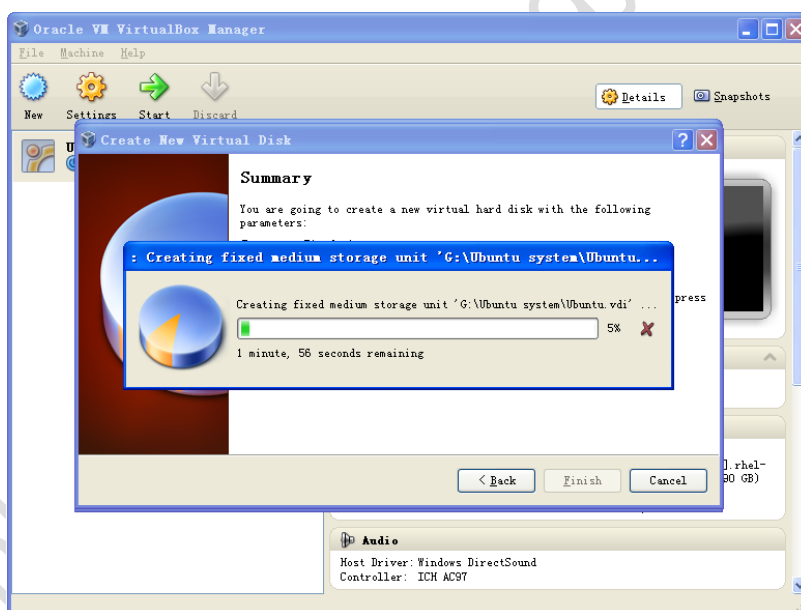 Oracle VM VirtualBox Manager
File Machine Help
New Settings Start Discard
Details Snapshots
Create New Virtual Disk
Summary
You are going to create a new virtual hard disk with the following
parameters:
: Creating fixed medium storage unit 'G:\Ubuntu system\Ubuntu...
Creating fixed medium storage unit 'G:\Ubuntu system\Ubuntu.vdi' ...
press
5%
1 minute, 56 seconds remaining
].rhel-
90 GB)
< Back Finish Cancel
Audio
Host Driver: Windows DirectSound
Controller: ICH AC97